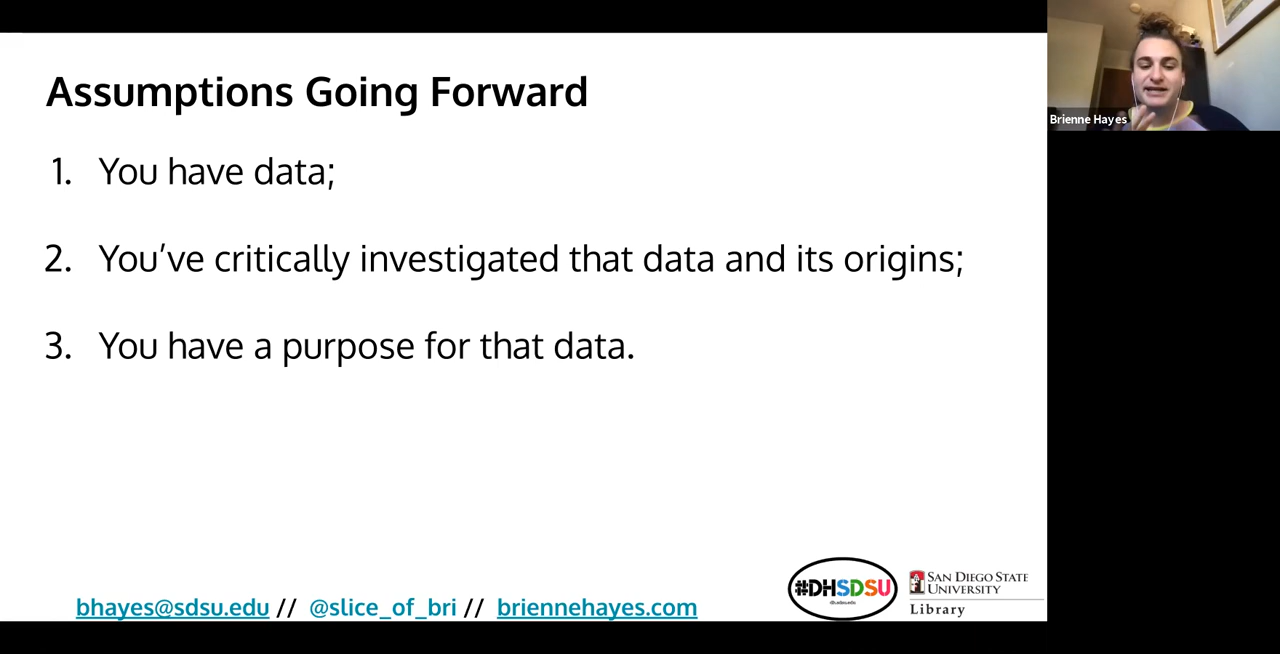 Assumptions Going Forward
1. You have data;
2. You've critically investigated that data and its origins;
3. You have a purpose for that data.
bhayes@sdsu.edu // @slice_of_bri // briennehayes.com
#DHSDSU
SAN DIEGO STATE
UNIVERSITY
Library
Brienne Hayes